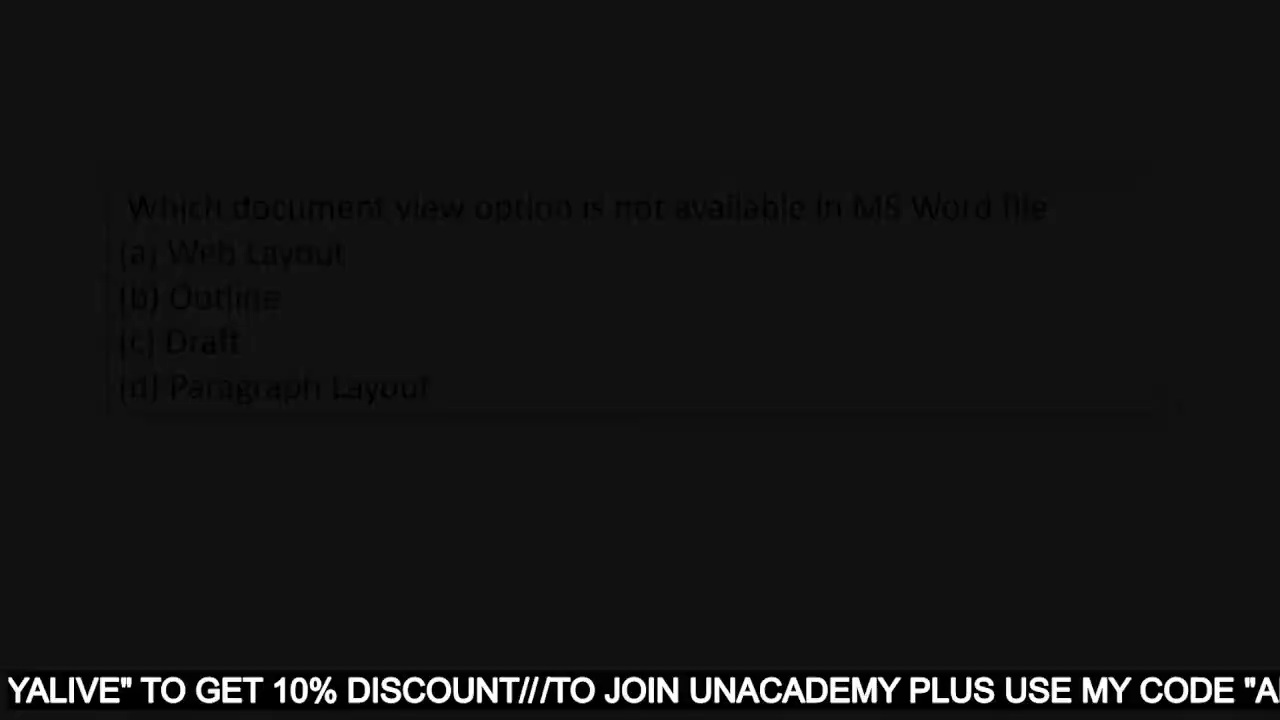 Which document view option is not available in MS Word file
(a) Web Layout
(b) Outline
(c) Draft
(d) Paragraph Layout
YALIVE" TO GET 10% DISCOUNT///TO JOIN UNACADEMY PLUS USE MY CODE "A